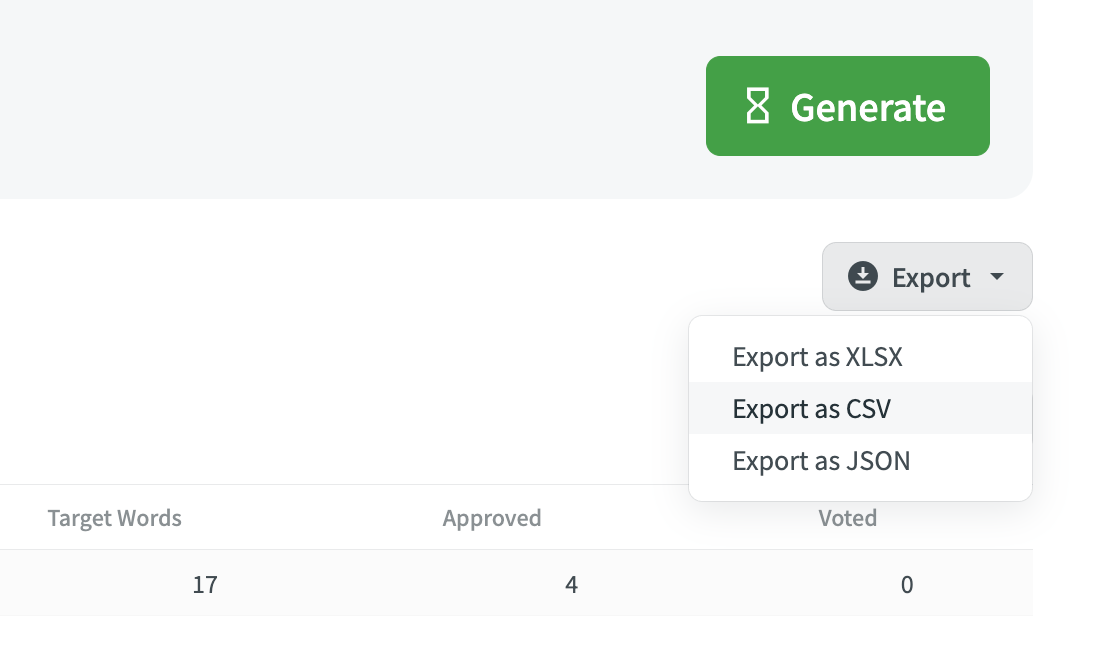 Generate
Export
Export as XLSX
Export as CSV
Export as JSON
Target Words Approved Voted
17 4 0